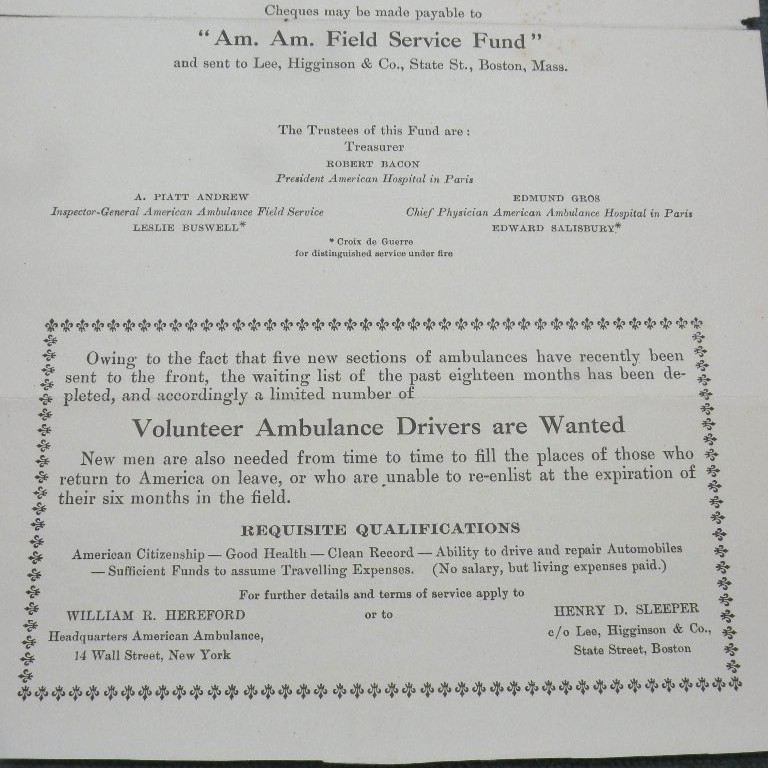 Cheques may be made payable to
"Am. Am. Field Service Fund"
and sent to Lee, Higginson & Co., State St., Boston, Mass.
The Trustees of this Fund are :
Treasurer
ROBERT BACON
President American Hospital in Paris
A. PIATT ANDREW
Inspector-General American Ambulance Field Service
LESLIE BUSWELL*
EDMUND GROS
Chief Physician American Ambulance Hospital in Paris
EDWARD SALISBURY*
* Croix de Guerre
for distinguished service under fire
Owing to the fact that five new sections of ambulances have recently been
sent to the front, the waiting list of the past eighteen months has been de-
pleted, and accordingly a limited number of
Volunteer Ambulance Drivers are Wanted
New men are also needed from time to time to fill the places of those who
return to America on leave, or who are unable to re-enlist at the expiration of
their six months in the field.
REQUISITE QUALIFICATIONS
American Citizenship — Good Health — Clean Record — Ability to drive and repair Automobiles
— Sufficient Funds to assume Travelling Expenses. (No salary, but living expenses paid.)
For further details and terms of service apply to
WILLIAM R. HEREFORD
Headquarters American Ambulance,
14 Wall Street, New York
or to
HENRY D. SLEEPER
c/o Lee, Higginson & Co.,
State Street, Boston